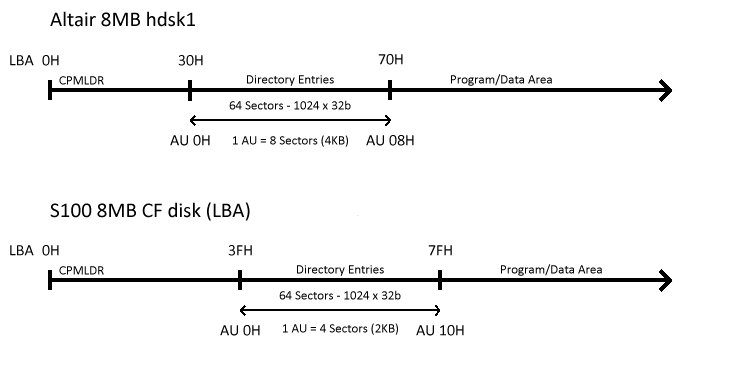 Altair 8MB hdsk1
LBA 0H 30H 70H
CPMLDR Directory Entries Program/Data Area
64 Sectors - 1024 x 32b
AU 0H 1 AU = 8 Sectors (4KB) AU 08H
S100 8MB CF disk (LBA)
LBA 0H 3FH 7FH
CPMLDR Directory Entries Program/Data Area
64 Sectors - 1024 x 32b
AU 0H 1 AU = 4 Sectors (2KB) AU 10H